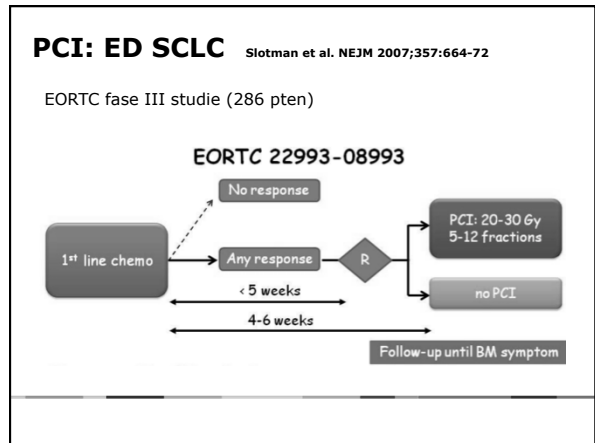 PCI: ED SCLC Slotman et al. NEJM 2007;357:664-72
EORTC fase III studie (286 pten)
EORTC 22993-08993
No response
1st line chemo
Any response
R
PCI: 20-30 Gy
5-12 fractions
no PCI
< 5 weeks
4-6 weeks
Follow-up until BM symptom